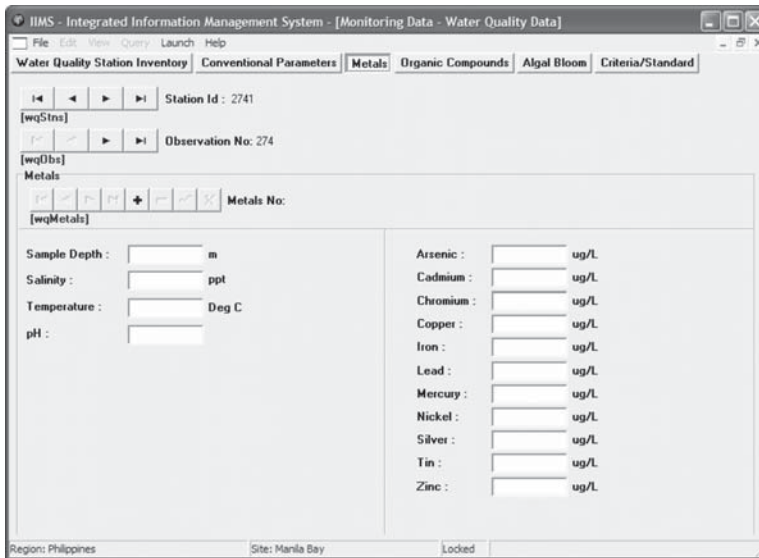 IIMS - Integrated Information Management System - [Monitoring Data - Water Quality Data]
File Edit View Query Launch Help
Water Quality Station Inventory Conventional Parameters Metals Organic Compounds Algal Bloom Criteria/Standard
Station Id : 2741
[wqStns]
Observation No: 274
[wqObs]
Metals
Metals No:
[wqMetals]
Sample Depth : m
Salinity : ppt
Temperature : Deg C
pH :
Arsenic : ug/L
Cadmium : ug/L
Chromium : ug/L
Copper : ug/L
Iron : ug/L
Lead : ug/L
Mercury : ug/L
Nickel : ug/L
Silver : ug/L
Tin : ug/L
Zinc : ug/L
Region: Philippines Site: Manila Bay Locked